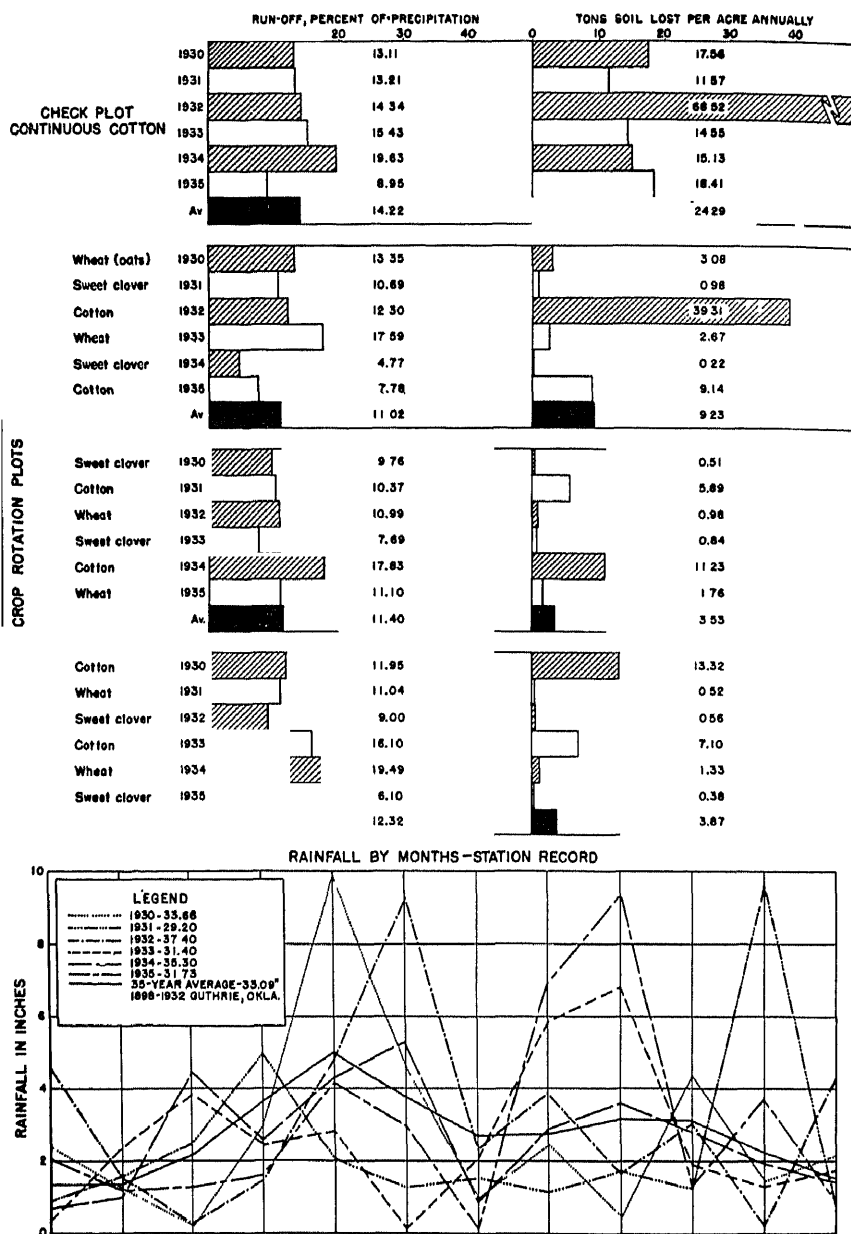 RUN-OFF, PERCENT OF PRECIPITATION TONS SOIL LOST PER ACRE ANNUALLY
20 30 0 10 20 30 40
CHECK PLOT
CONTINUOUS COTTON
1930 13.11 17.56
1931 13.21 11.57
1932 14.34 68.52
1933 15.43 14.55
1934 19.63 15.13
1935 8.95 18.41
Av 14.22 24.29
CROP ROTATION PLOTS
Wheat (oats) 1930 13.35 3.08
Sweet clover 1931 10.69 0.98
Cotton 1932 12.30 39.31
Wheat 1933 17.59 2.67
Sweet clover 1934 4.77 0.22
Cotton 1935 7.78 9.14
Av 11.02 9.23
Sweet clover 1930 9.76 0.51
Cotton 1931 10.37 5.89
Wheat 1932 10.99 0.98
Sweet clover 1933 7.69 0.84
Cotton 1934 17.83 11.23
Wheat 1935 11.10 1.76
Av. 11.40 3.53
Cotton 1930 11.95 13.32
Wheat 1931 11.04 0.52
Sweet clover 1932 9.00 0.56
Cotton 1933 16.10 7.10
Wheat 1934 19.49 1.33
Sweet clover 1935 6.10 0.38
12.32 3.87
RAINFALL BY MONTHS-STATION RECORD
RAINFALL IN INCHES
10
8
6
4
2
0
LEGEND
1930-33.66
1931-29.20
1932-37.40
1933-31.40
1934-35.30
1935-31.73
35-YEAR AVERAGE-33.09"
1898-1932 GUTHRIE, OKLA.